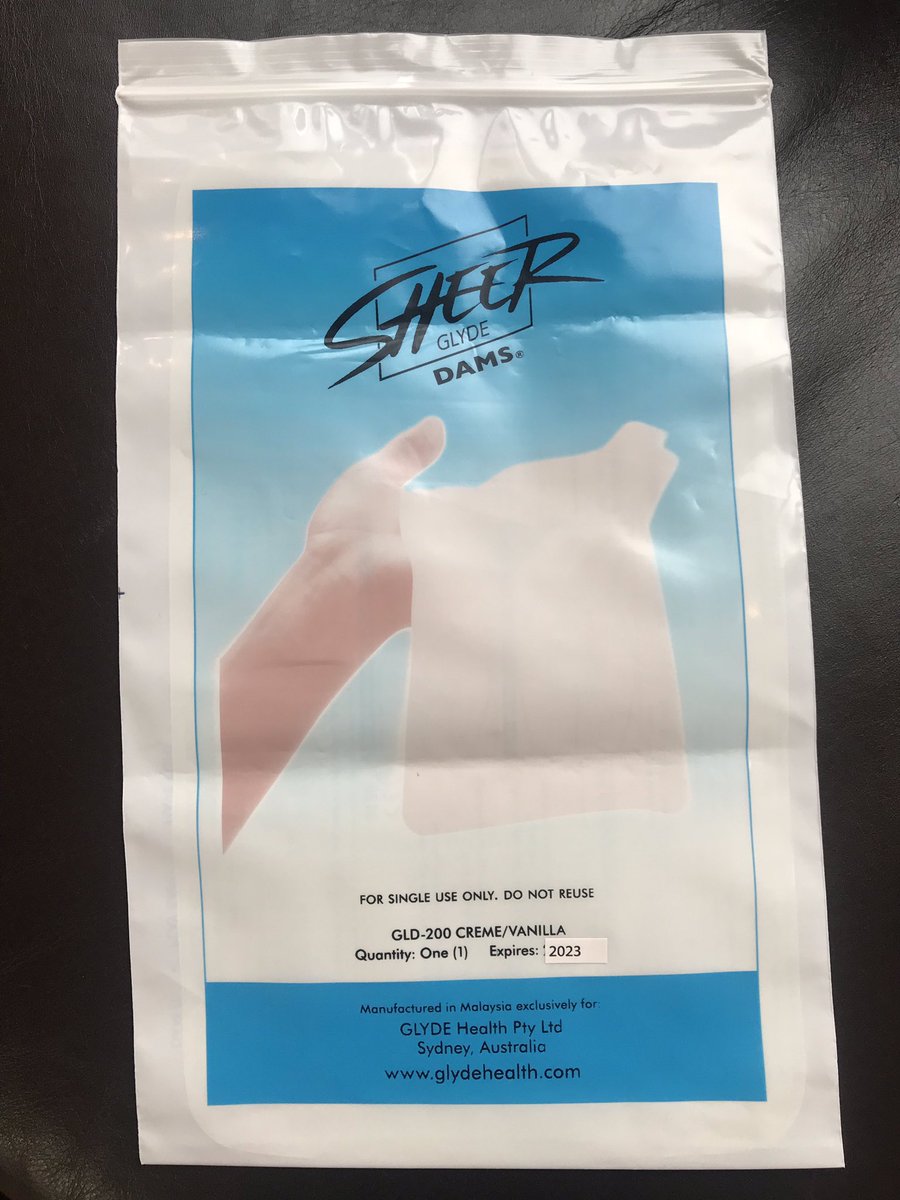 SHEER
GLYDE
DAMS®
FOR SINGLE USE ONLY. DO NOT REUSE
GLD-200 CREME/VANILLA
Quantity: One (1) Expires: 2023
Manufactured in Malaysia exclusively for:
GLYDE Health Pty Ltd
Sydney, Australia
www.glydehealth.com